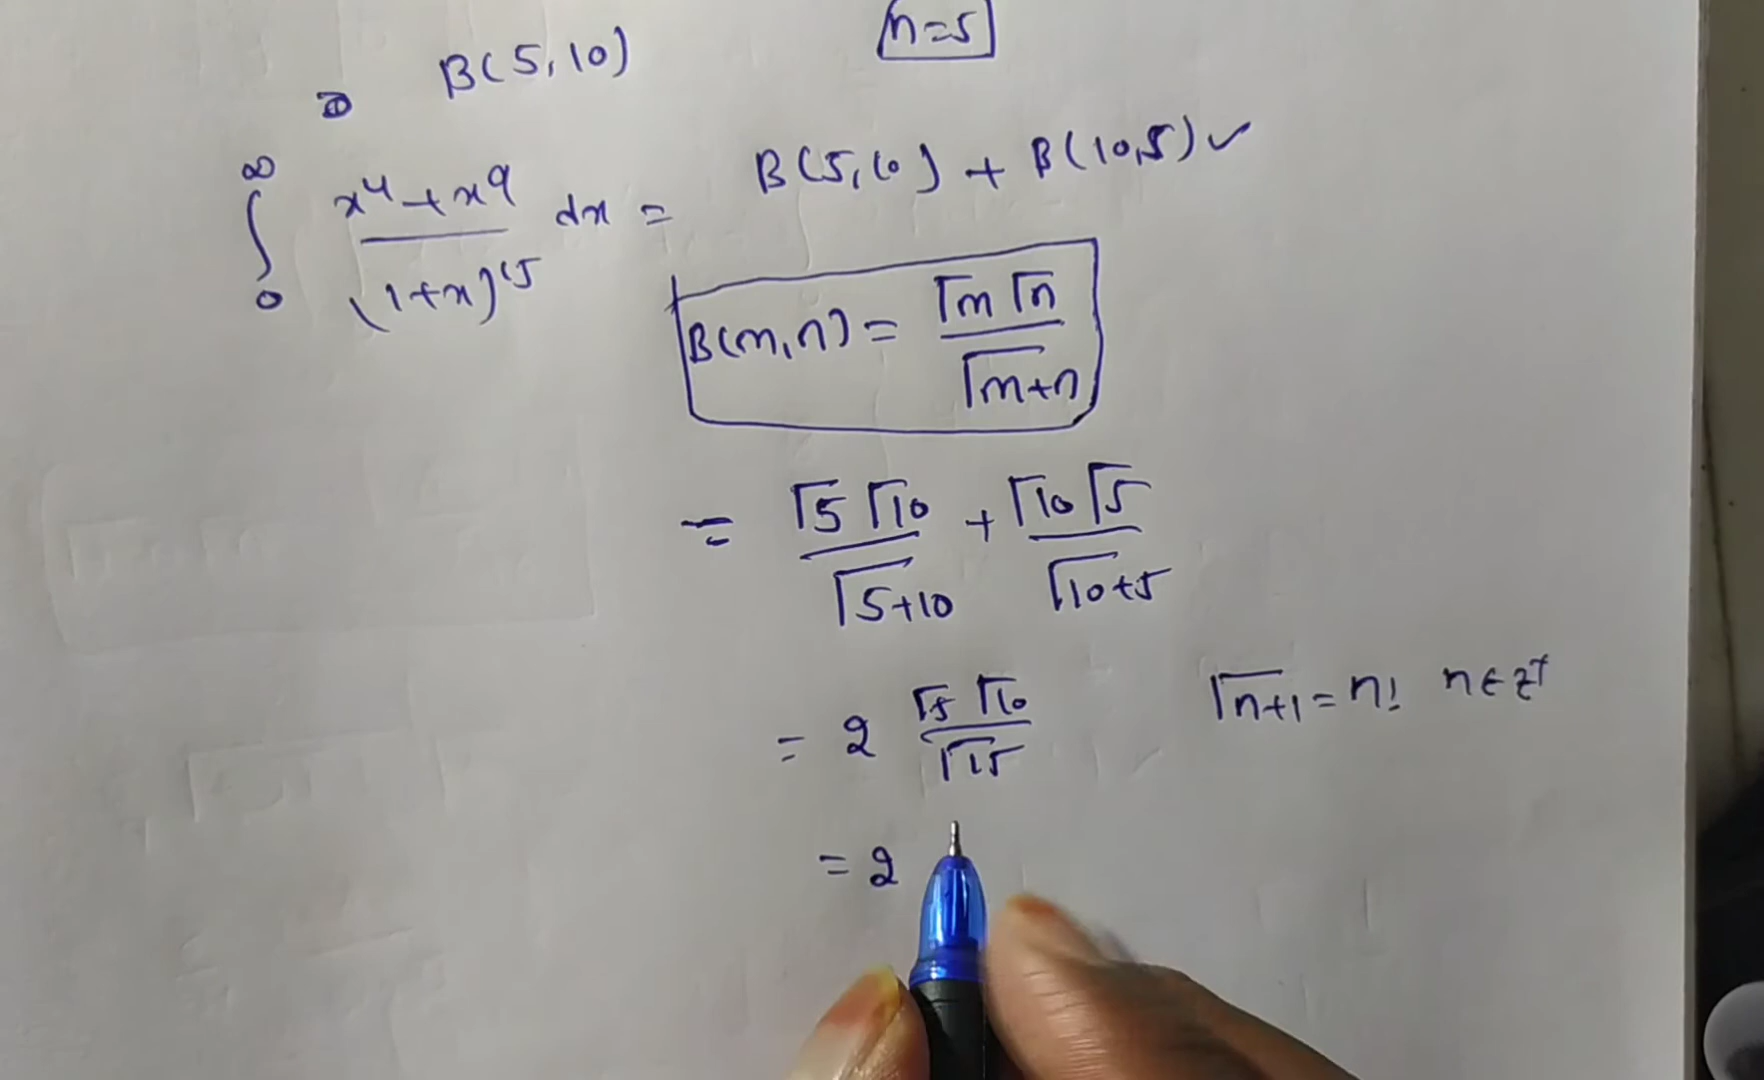 n=5
B(5,10)
∫₀^∞ (x⁴+x⁹)/(1+x)¹⁵ dx = B(5,10) + B(10,5) ✓
B(m,n) = Γm Γn / Γm+n
= Γ5 Γ10 / Γ5+10 + Γ10 Γ5 / Γ10+5
= 2 Γ5 Γ10 / Γ15 Γn+1 = n! n∈Z⁺
= 2